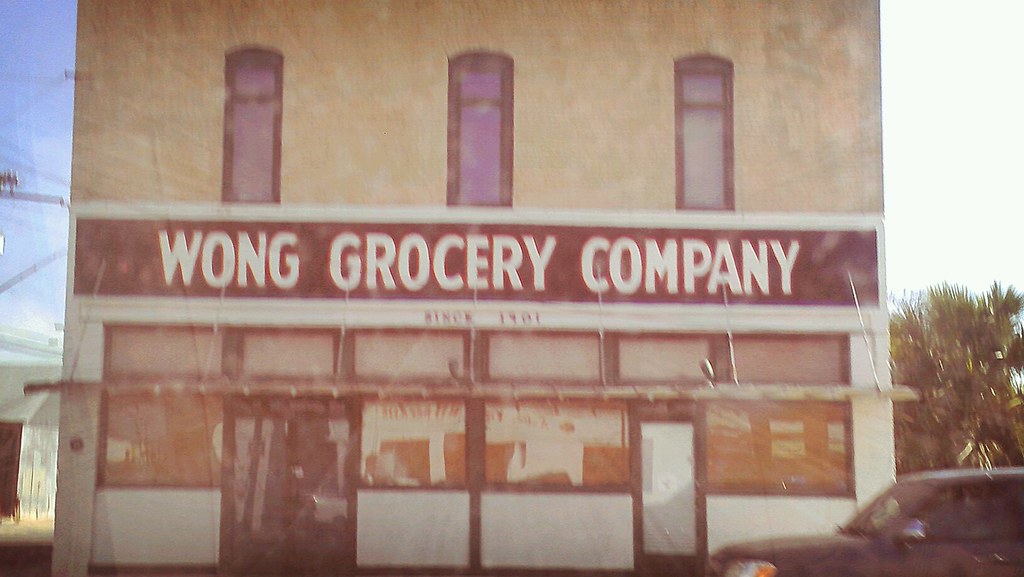 WONG GROCERY COMPANY
SINCE 1901